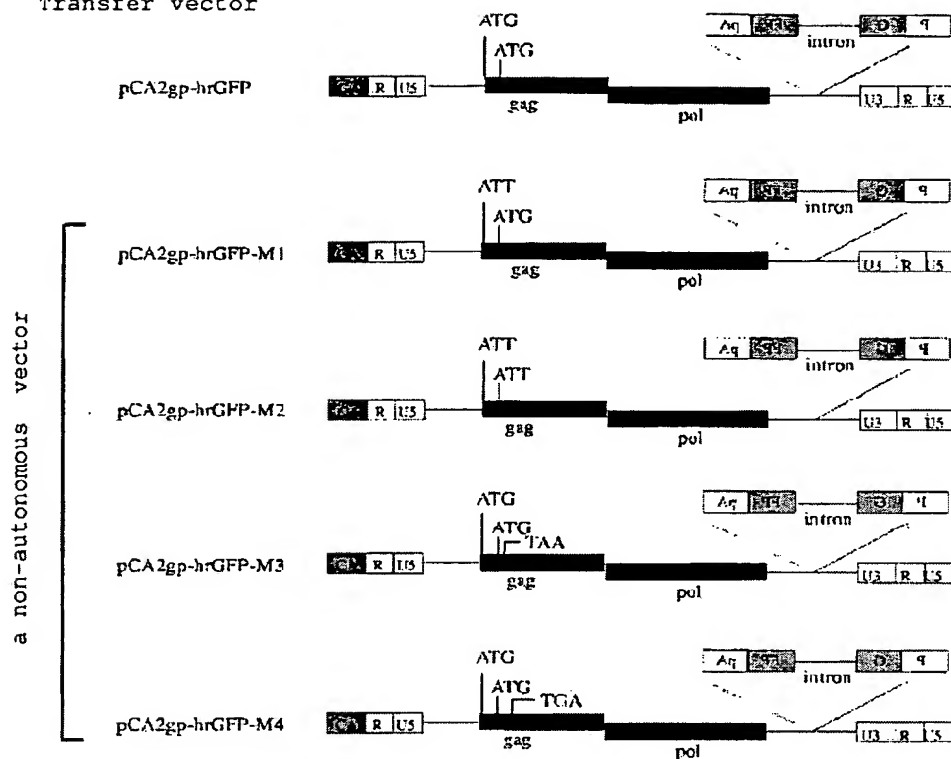 Transfer vector
ATG
ATG
intron
pCA2gp-hrGFP
R U5
gag
pol
U3 R U5
ATT
ATG
intron
pCA2gp-hrGFP-M1
R U5
gag
pol
U3 R U5
ATT
ATT
intron
pCA2gp-hrGFP-M2
R U5
gag
pol
U3 R U5
ATG
ATG
TAA
intron
pCA2gp-hrGFP-M3
R U5
gag
pol
U3 R U5
ATG
ATG
TGA
intron
pCA2gp-hrGFP-M4
R U5
gag
pol
U3 R U5
a non-autonomous vector